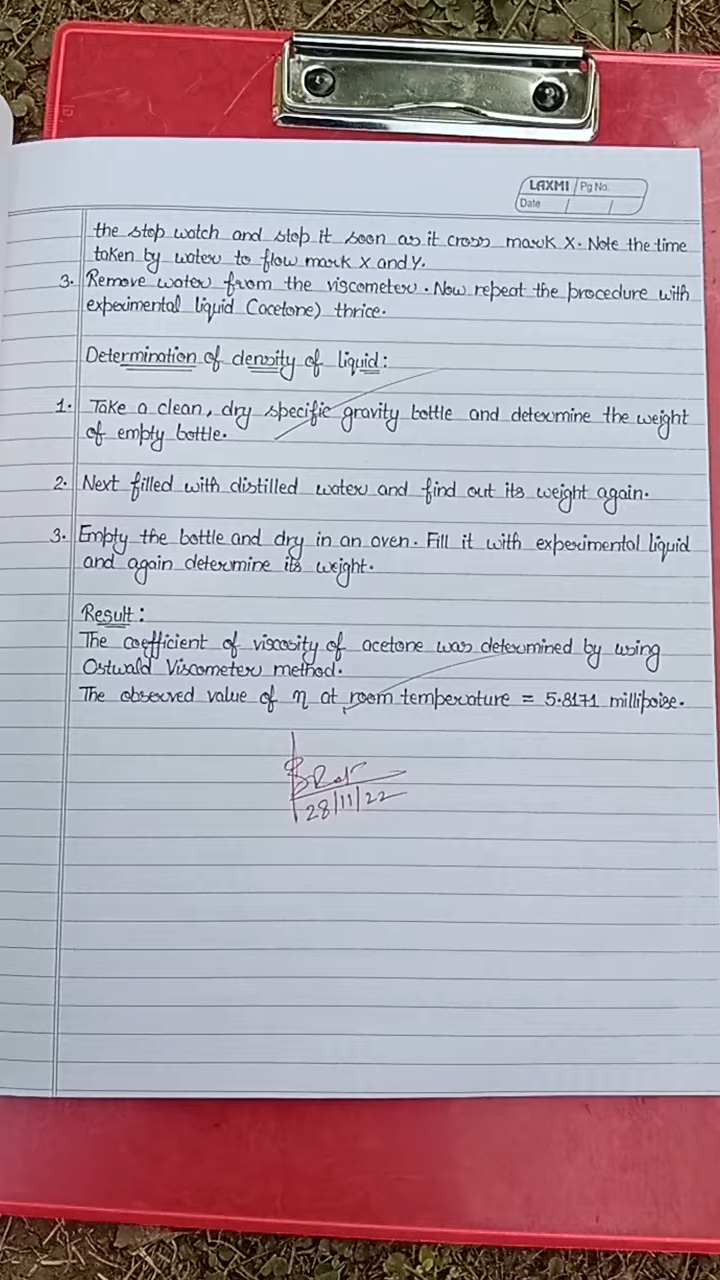 LAXMI Pg No.
Date / /
the stop watch and stop it soon as it cross mark X. Note the time
taken by water to flow mark X and Y.
3. Remove water from the viscometer. Now repeat the procedure with
experimental liquid (acetone) thrice.
Determination of density of liquid:
1. Take a clean, dry specific gravity bottle and determine the weight
of empty bottle.
2. Next filled with distilled water and find out its weight again.
3. Empty the bottle and dry in an oven. Fill it with experimental liquid
and again determine its weight.
Result:
The coefficient of viscosity of acetone was determined by using
Ostwald Viscometer method.
The observed value of η at room temperature = 5.8171 millipoise.
28/11/22